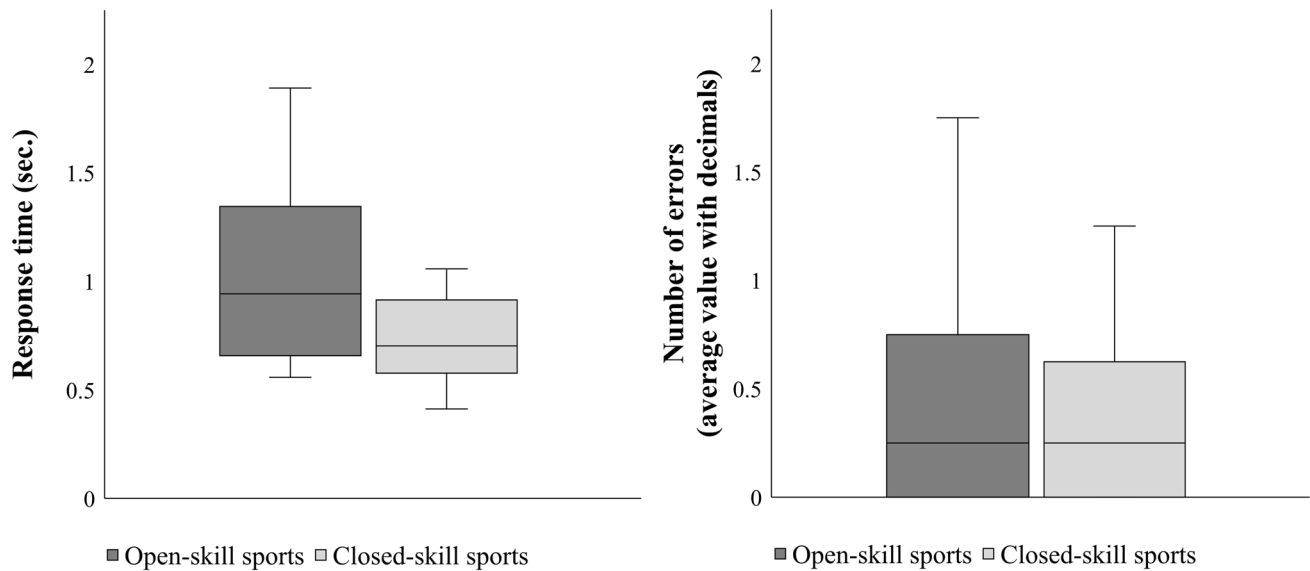 Response time (sec.)
2
1.5
1
0.5
0
Open-skill sports Closed-skill sports
Number of errors
(average value with decimals)
2
1.5
1
0.5
0
Open-skill sports Closed-skill sports